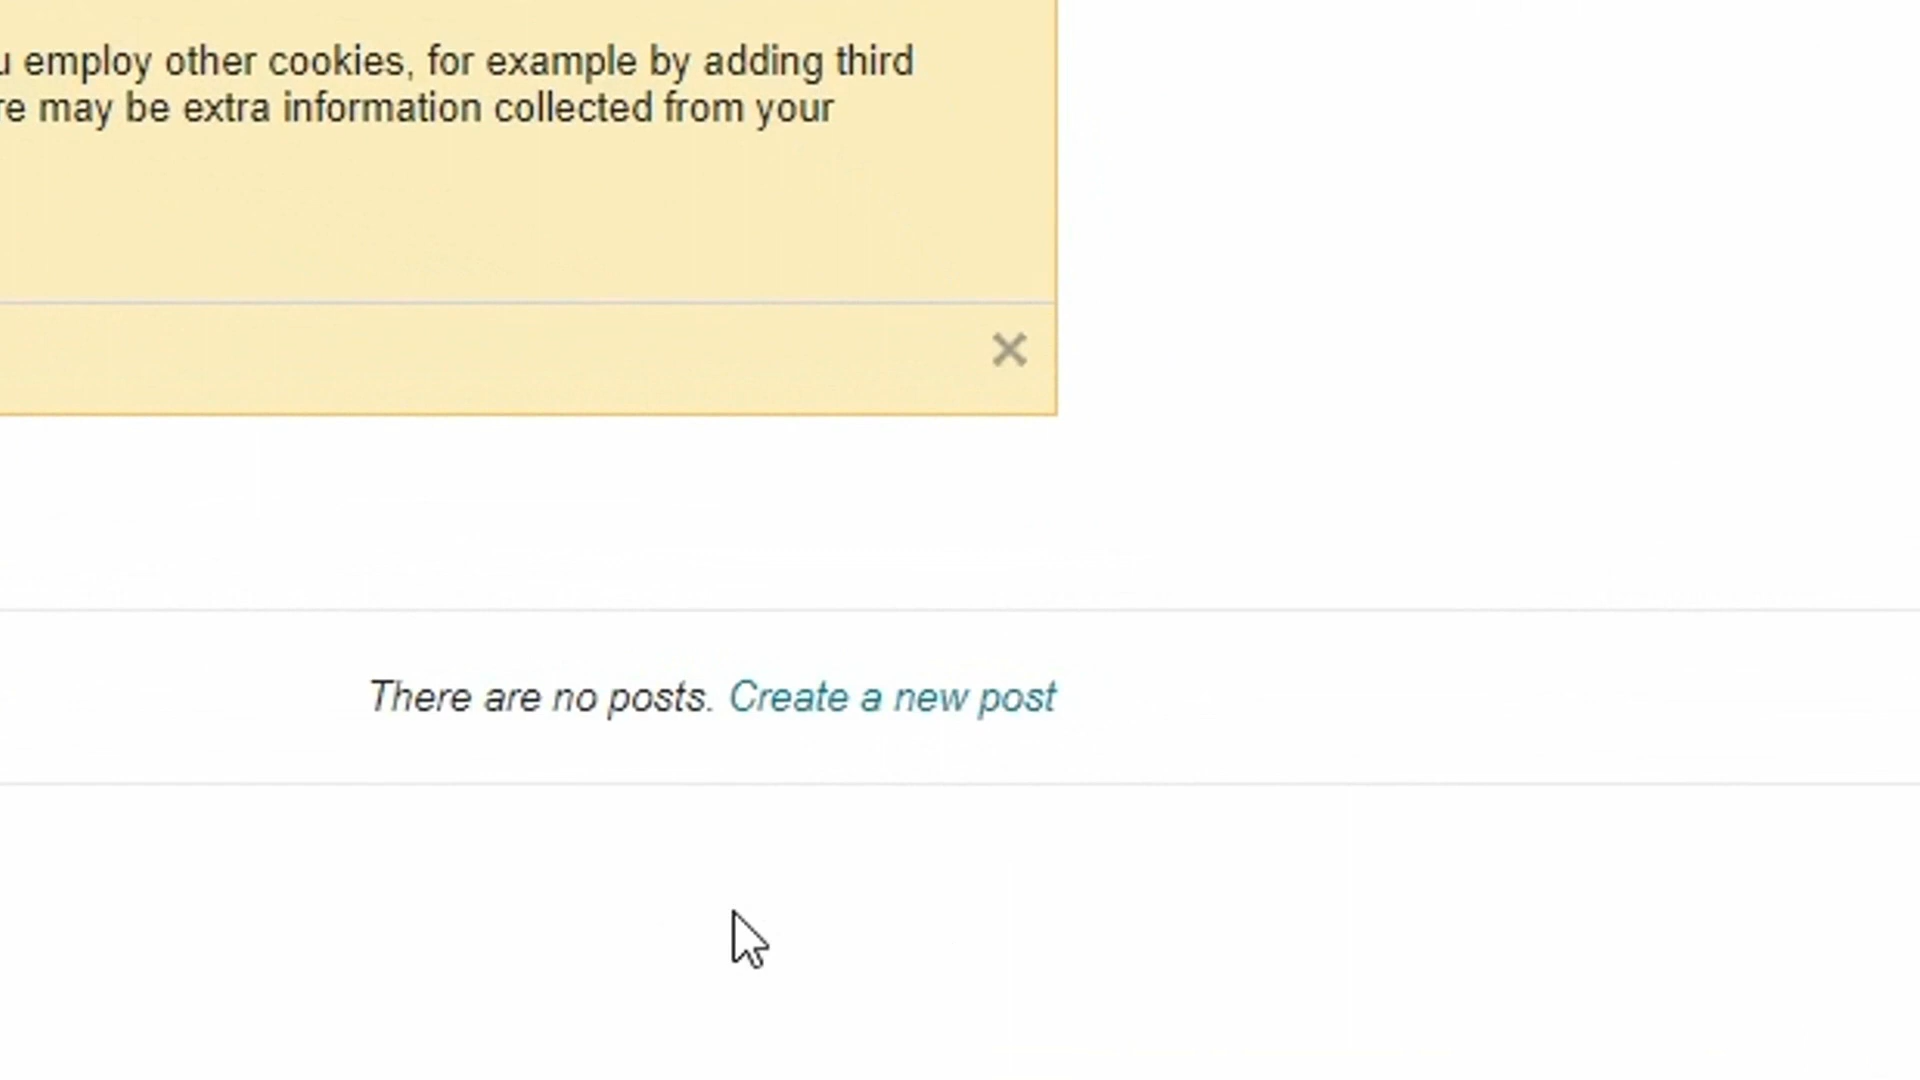 employ other cookies, for example by adding third
may be extra information collected from your
There are no posts. Create a new post